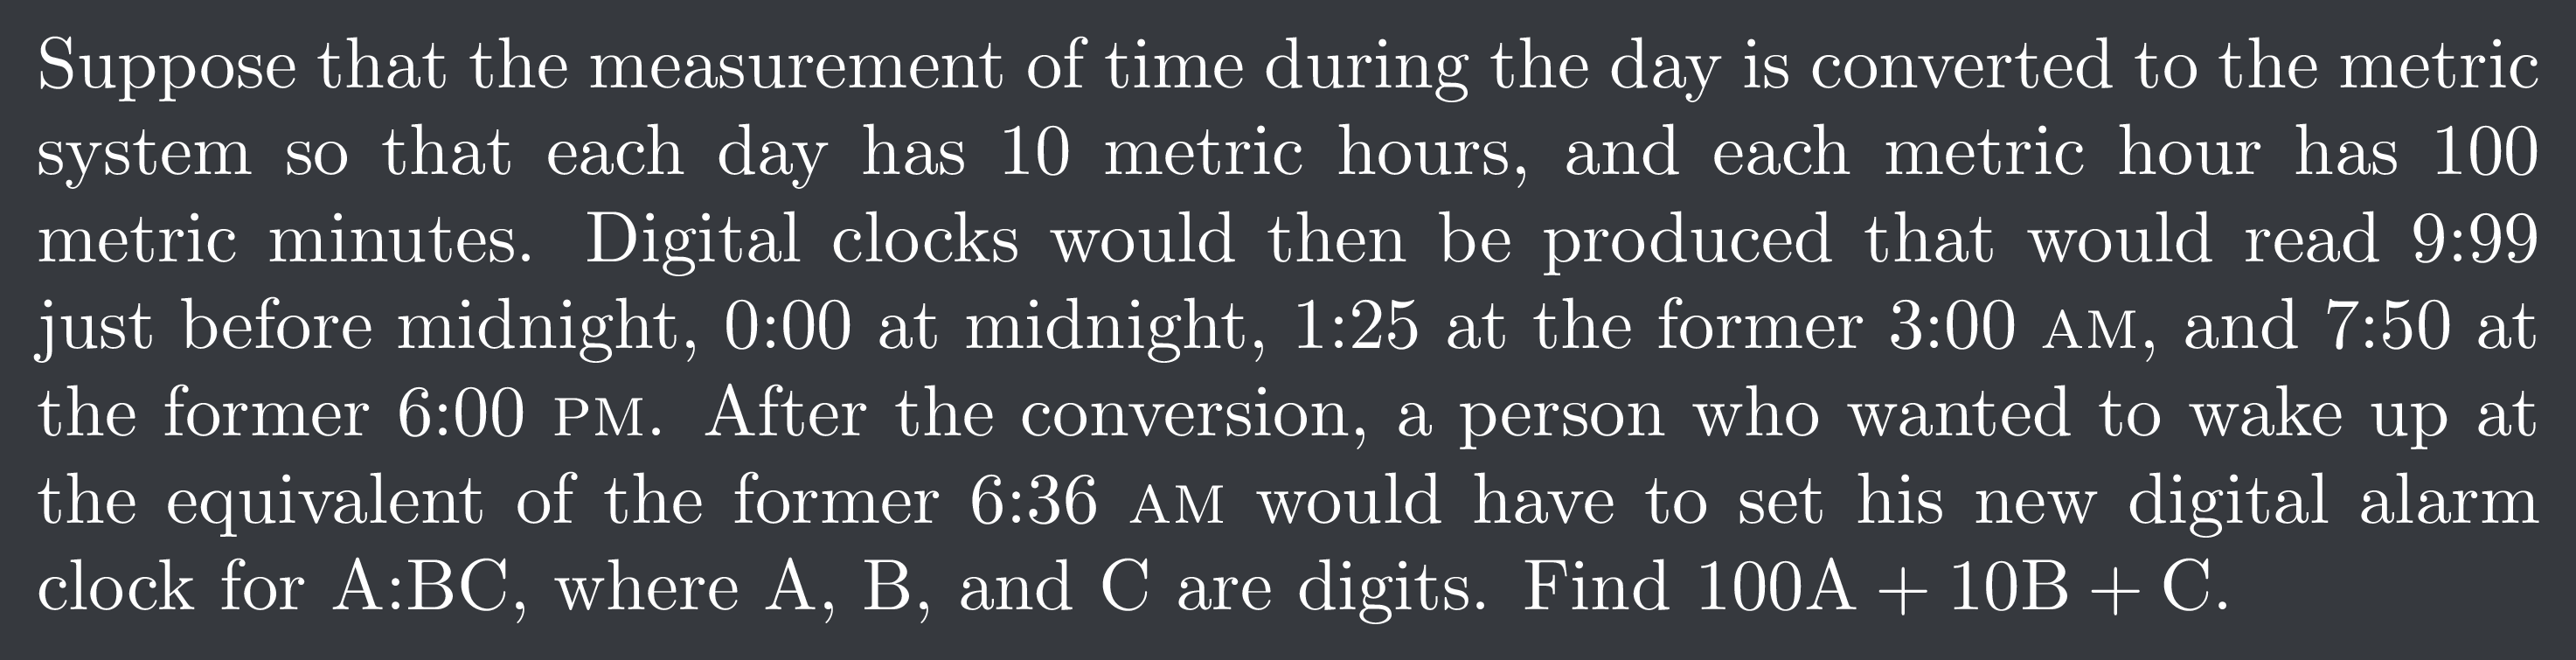 Suppose that the measurement of time during the day is converted to the metric
system so that each day has 10 metric hours, and each metric hour has 100
metric minutes. Digital clocks would then be produced that would read 9:99
just before midnight, 0:00 at midnight, 1:25 at the former 3:00 AM, and 7:50 at
the former 6:00 PM. After the conversion, a person who wanted to wake up at
the equivalent of the former 6:36 AM would have to set his new digital alarm
clock for A:BC, where A, B, and C are digits. Find 100A + 10B + C.